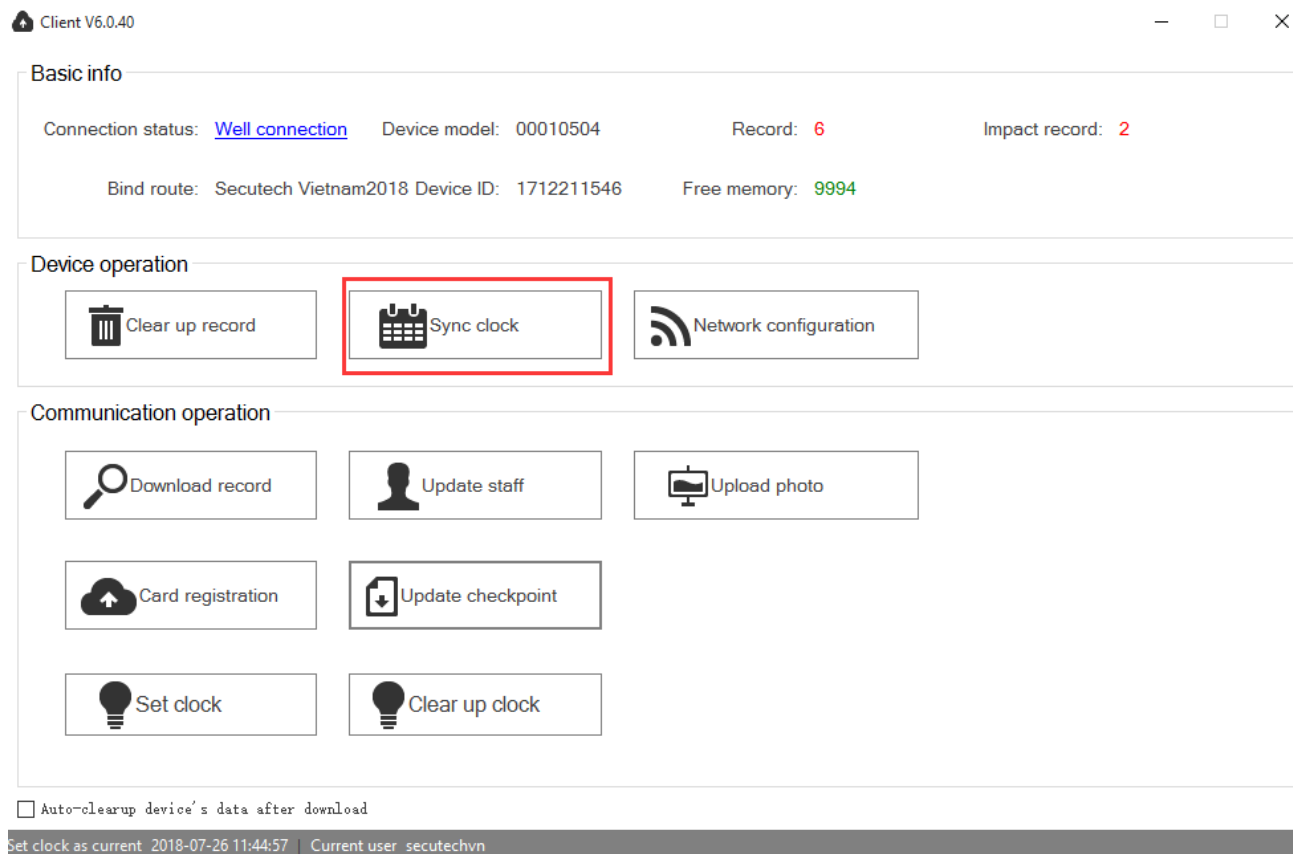 Client V6.0.40
Basic info
Connection status: Well connection Device model: 00010504 Record: 6 Impact record: 2
Bind route: Secutech Vietnam2018 Device ID: 1712211546 Free memory: 9994
Device operation
Clear up record Sync clock Network configuration
Communication operation
Download record Update staff Upload photo
Card registration Update checkpoint
Set clock Clear up clock
Auto-clearup device's data after download
Set clock as current 2018-07-26 11:44:57 | Current user secutechvn